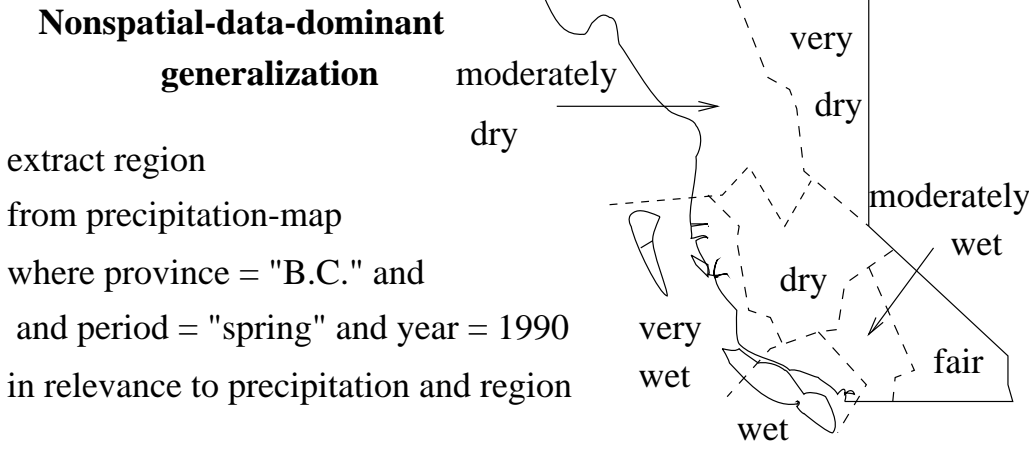 Nonspatial-data-dominant
generalization
extract region
from precipitation-map
where province = "B.C." and
and period = "spring" and year = 1990
in relevance to precipitation and region
moderately
dry
very
dry
moderately
wet
dry
very
wet
fair
wet